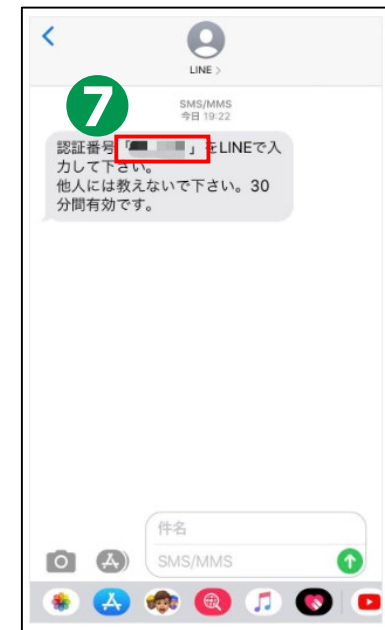 LINE >
7
SMS/MMS
今日 19:22
認証番号「」をLINEで入
力して下さい。
他人には教えないで下さい。30
分間有効です。
件名
SMS/MMS